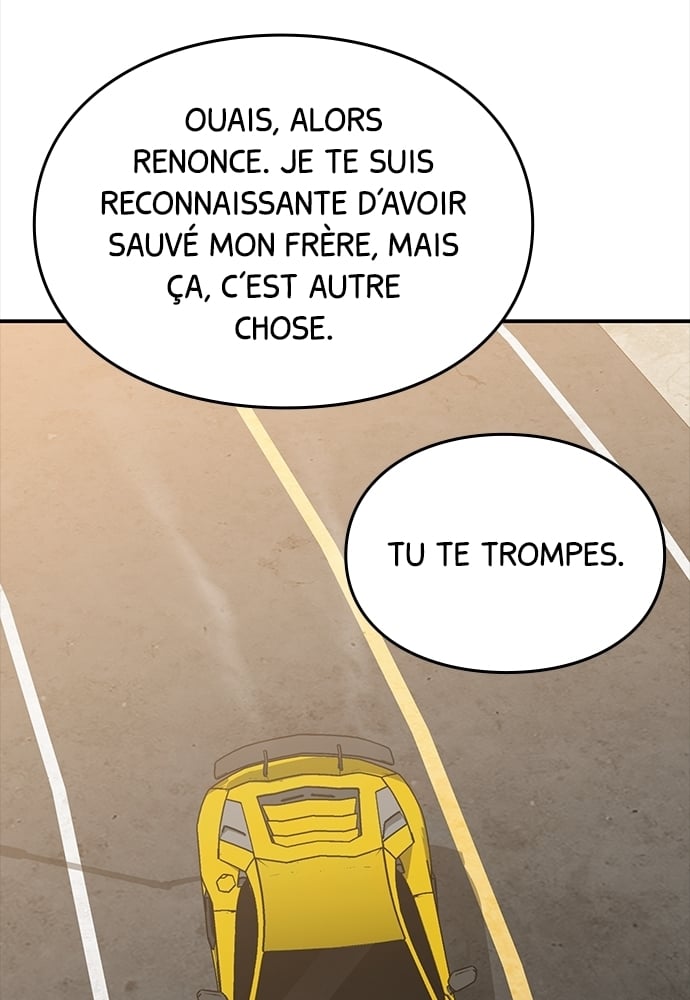 OUAIS, ALORS
RENONCE. JE TE SUIS
RECONNAISSANTE D'AVOIR
SAUVÉ MON FRÈRE, MAIS
ÇA, C'EST AUTRE
CHOSE.
TU TE TROMPES.